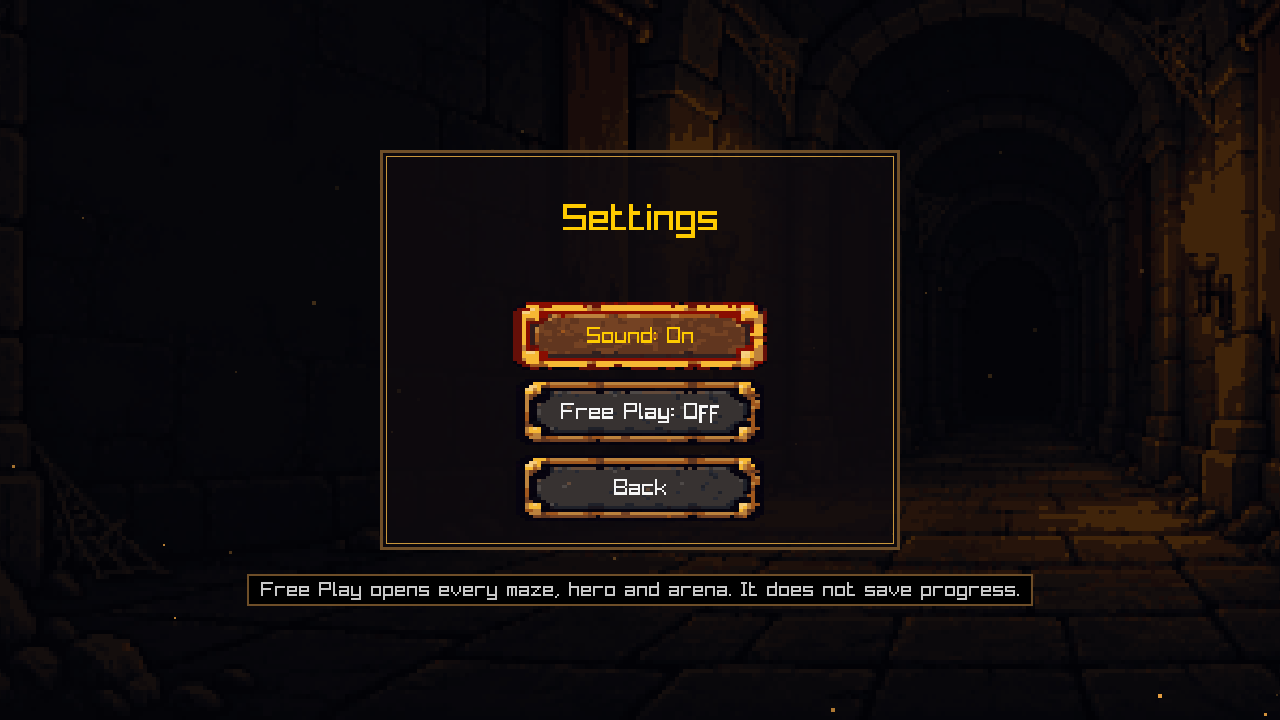 Settings
Sound: On
Free Play: Off
Back
Free Play opens every maze, hero and arena. It does not save progress.